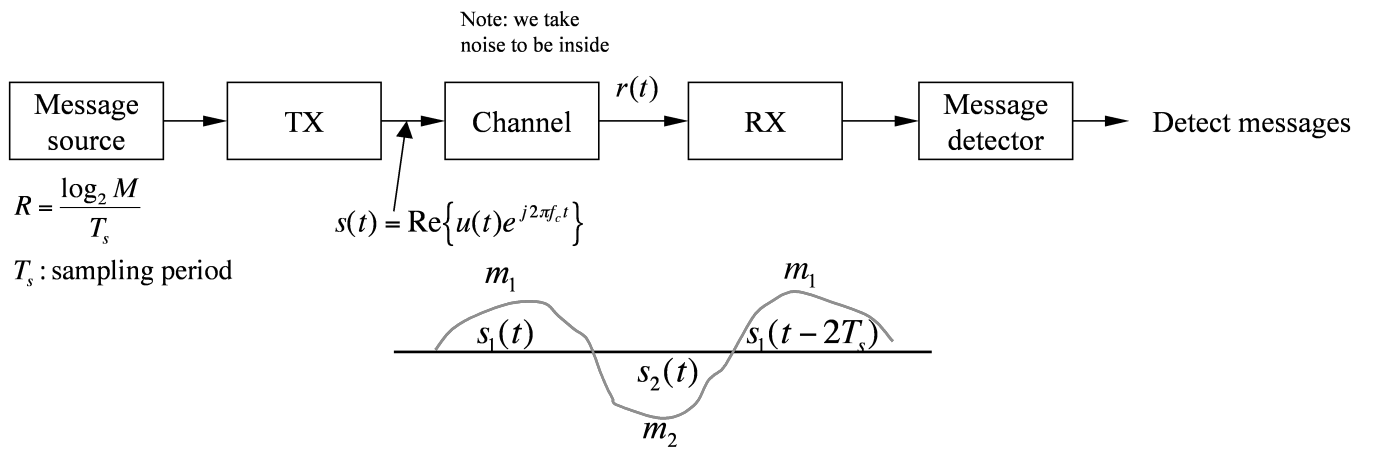 Note: we take
noise to be inside
Message
source
TX
Channel
r(t)
RX
Message
detector
Detect messages
R = log₂ M / Tₛ
s(t) = Re{u(t)e^{j2πf_c t}}
Tₛ : sampling period
m₁
m₁
s₁(t)
s₁(t − 2Tₛ)
s₂(t)
m₂